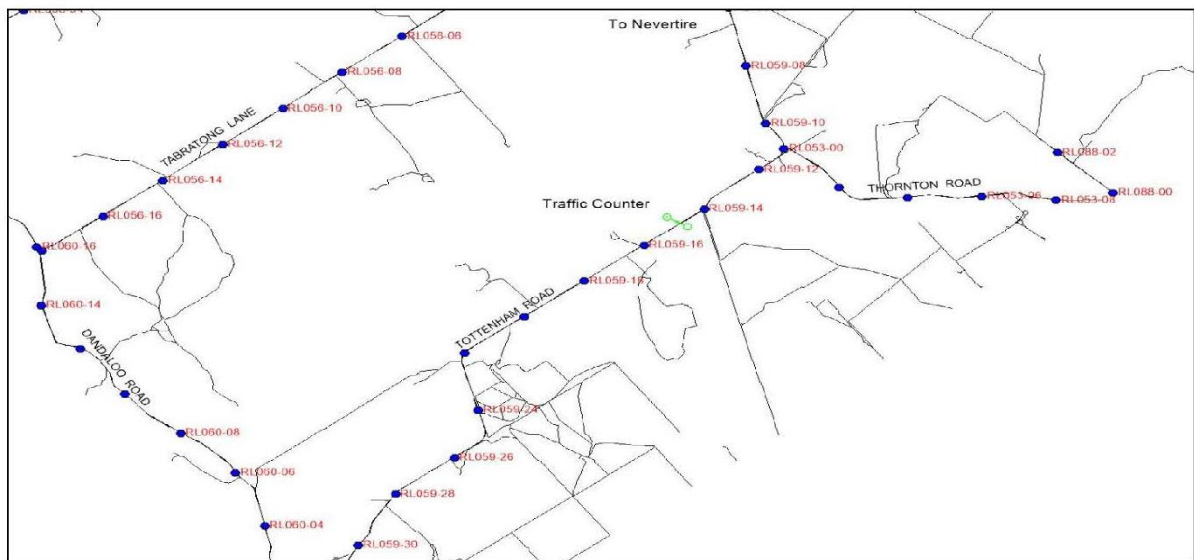 To Nevertire
RL056-06
RL056-08
RL059-08
RL056-10
TABRATONG LANE
RL059-10
RL056-12
RL053-00
RL088-02
RL059-12
RL056-14
THORNTON ROAD
RL053-06
RL053-08
RL088-00
Traffic Counter
RL059-14
RL056-16
RL060-16
RL059-16
RL059-18
RL060-14
TOTTENHAM ROAD
DANDALOO ROAD
RL059-24
RL060-08
RL059-26
RL060-06
RL059-28
RL060-04
RL059-30